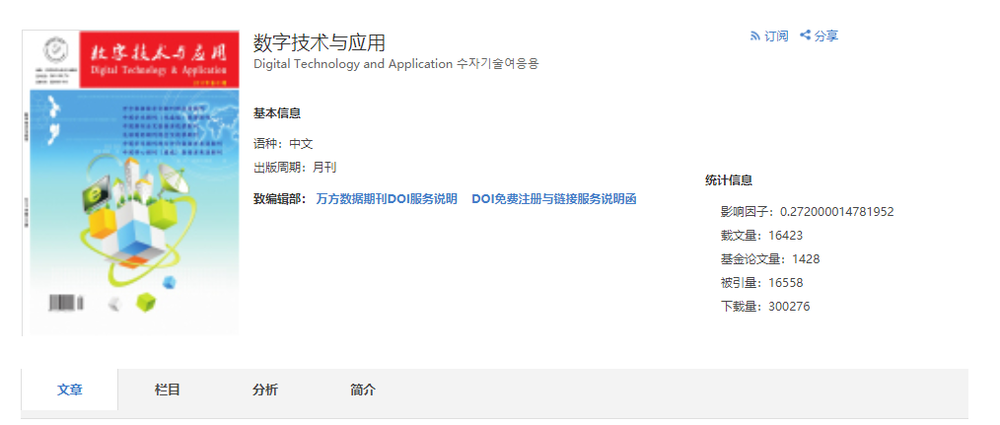 数字技术与应用
Digital Technology & Application
数字技术与应用
Digital Technology and Application 수자기술여응용
订阅 分享
基本信息
语种：中文
出版周期：月刊
致编辑部： 万方数据期刊DOI服务说明 DOI免费注册与链接服务说明函
统计信息
影响因子：0.272000014781952
载文量：16423
基金论文量：1428
被引量：16558
下载量：300276
文章 栏目 分析 简介